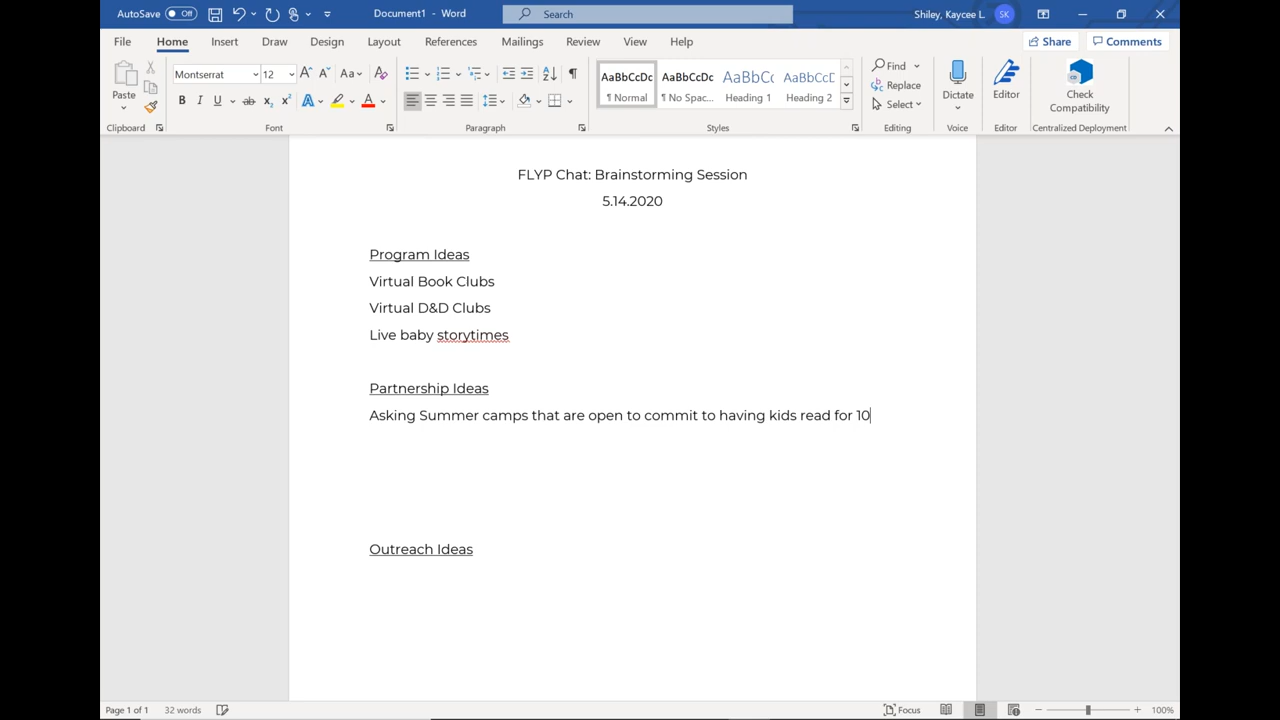 AutoSave Off Document1 - Word Search Shiley, Kaycee L. SK
File Home Insert Draw Design Layout References Mailings Review View Help Share Comments
Paste Montserrat 12 Aa AaBbCcDc AaBbCcDc AaBbCc AaBbCcD Find Dictate Editor Check
B I U ab x₂ x² A A ¶ Normal ¶ No Spac... Heading 1 Heading 2 Replace Compatibility
Select
Clipboard Font Paragraph Styles Editing Voice Editor Centralized Deployment
FLYP Chat: Brainstorming Session
5.14.2020
Program Ideas
Virtual Book Clubs
Virtual D&D Clubs
Live baby storytimes
Partnership Ideas
Asking Summer camps that are open to commit to having kids read for 10
Outreach Ideas
Page 1 of 1 32 words Focus 100%